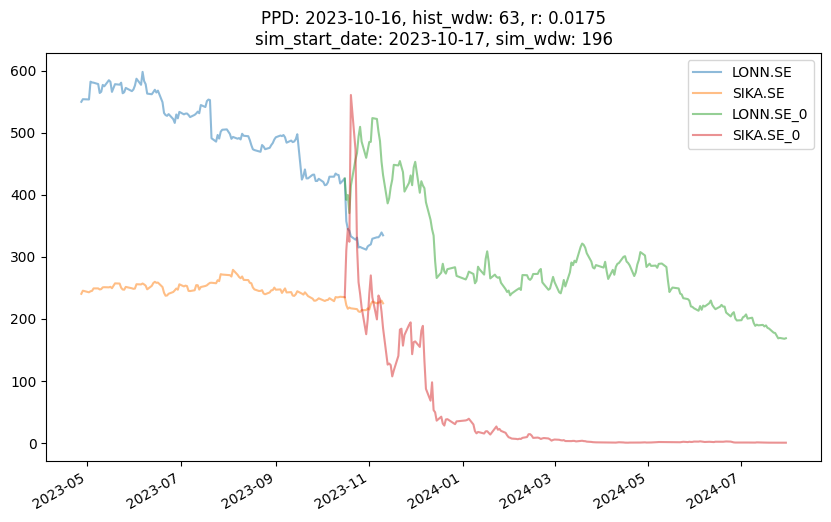 PPD: 2023-10-16, hist_wdw: 63, r: 0.0175
sim_start_date: 2023-10-17, sim_wdw: 196
LONN.SE
SIKA.SE
LONN.SE_0
SIKA.SE_0
600
500
400
300
200
100
0
2023-05
2023-07
2023-09
2023-11
2024-01
2024-03
2024-05
2024-07